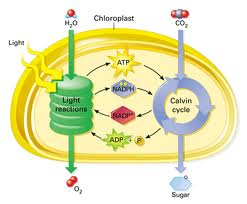 H₂O
Chloroplast
CO₂
Light
ATP
NADPH
Light
reactions
Calvin
cycle
NADP⁺
ADP + P
O₂
Sugar